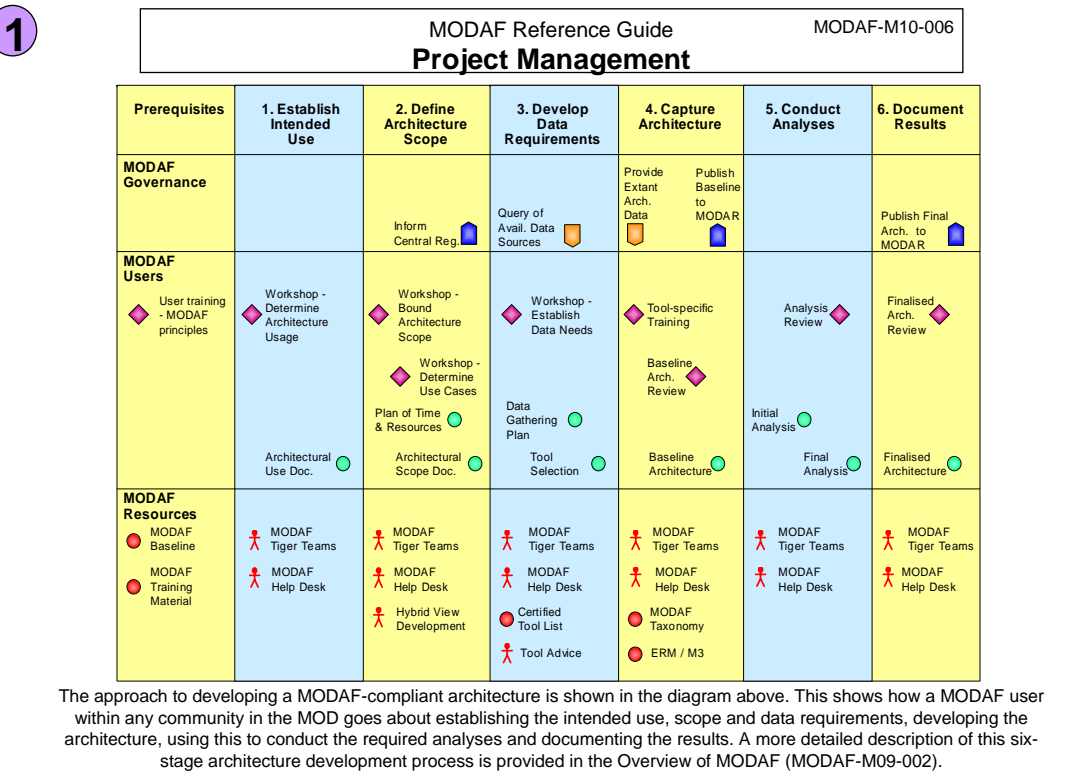 1
MODAF Reference Guide
MODAF-M10-006
Project Management
Prerequisites
1. Establish
Intended
Use
2. Define
Architecture
Scope
3. Develop
Data
Requirements
4. Capture
Architecture
5. Conduct
Analyses
6. Document
Results
MODAF
Governance
Inform
Central Reg.
Query of
Avail. Data
Sources
Provide
Extant
Arch.
Data
Publish
Baseline
to
MODAR
Publish Final
Arch. to
MODAR
MODAF
Users
User training
- MODAF
principles
Workshop -
Determine
Architecture
Usage
Architectural
Use Doc.
Workshop -
Bound
Architecture
Scope
Workshop -
Determine
Use Cases
Plan of Time
& Resources
Architectural
Scope Doc.
Workshop -
Establish
Data Needs
Data
Gathering
Plan
Tool
Selection
Tool-specific
Training
Baseline
Arch.
Review
Baseline
Architecture
Analysis
Review
Initial
Analysis
Final
Analysis
Finalised
Arch.
Review
Finalised
Architecture
MODAF
Resources
MODAF
Baseline
MODAF
Training
Material
MODAF
Tiger Teams
MODAF
Help Desk
MODAF
Tiger Teams
MODAF
Help Desk
Hybrid View
Development
MODAF
Tiger Teams
MODAF
Help Desk
Certified
Tool List
Tool Advice
MODAF
Tiger Teams
MODAF
Help Desk
MODAF
Taxonomy
ERM / M3
MODAF
Tiger Teams
MODAF
Help Desk
MODAF
Tiger Teams
MODAF
Help Desk
The approach to developing a MODAF-compliant architecture is shown in the diagram above. This shows how a MODAF user
within any community in the MOD goes about establishing the intended use, scope and data requirements, developing the
architecture, using this to conduct the required analyses and documenting the results. A more detailed description of this six-
stage architecture development process is provided in the Overview of MODAF (MODAF-M09-002).